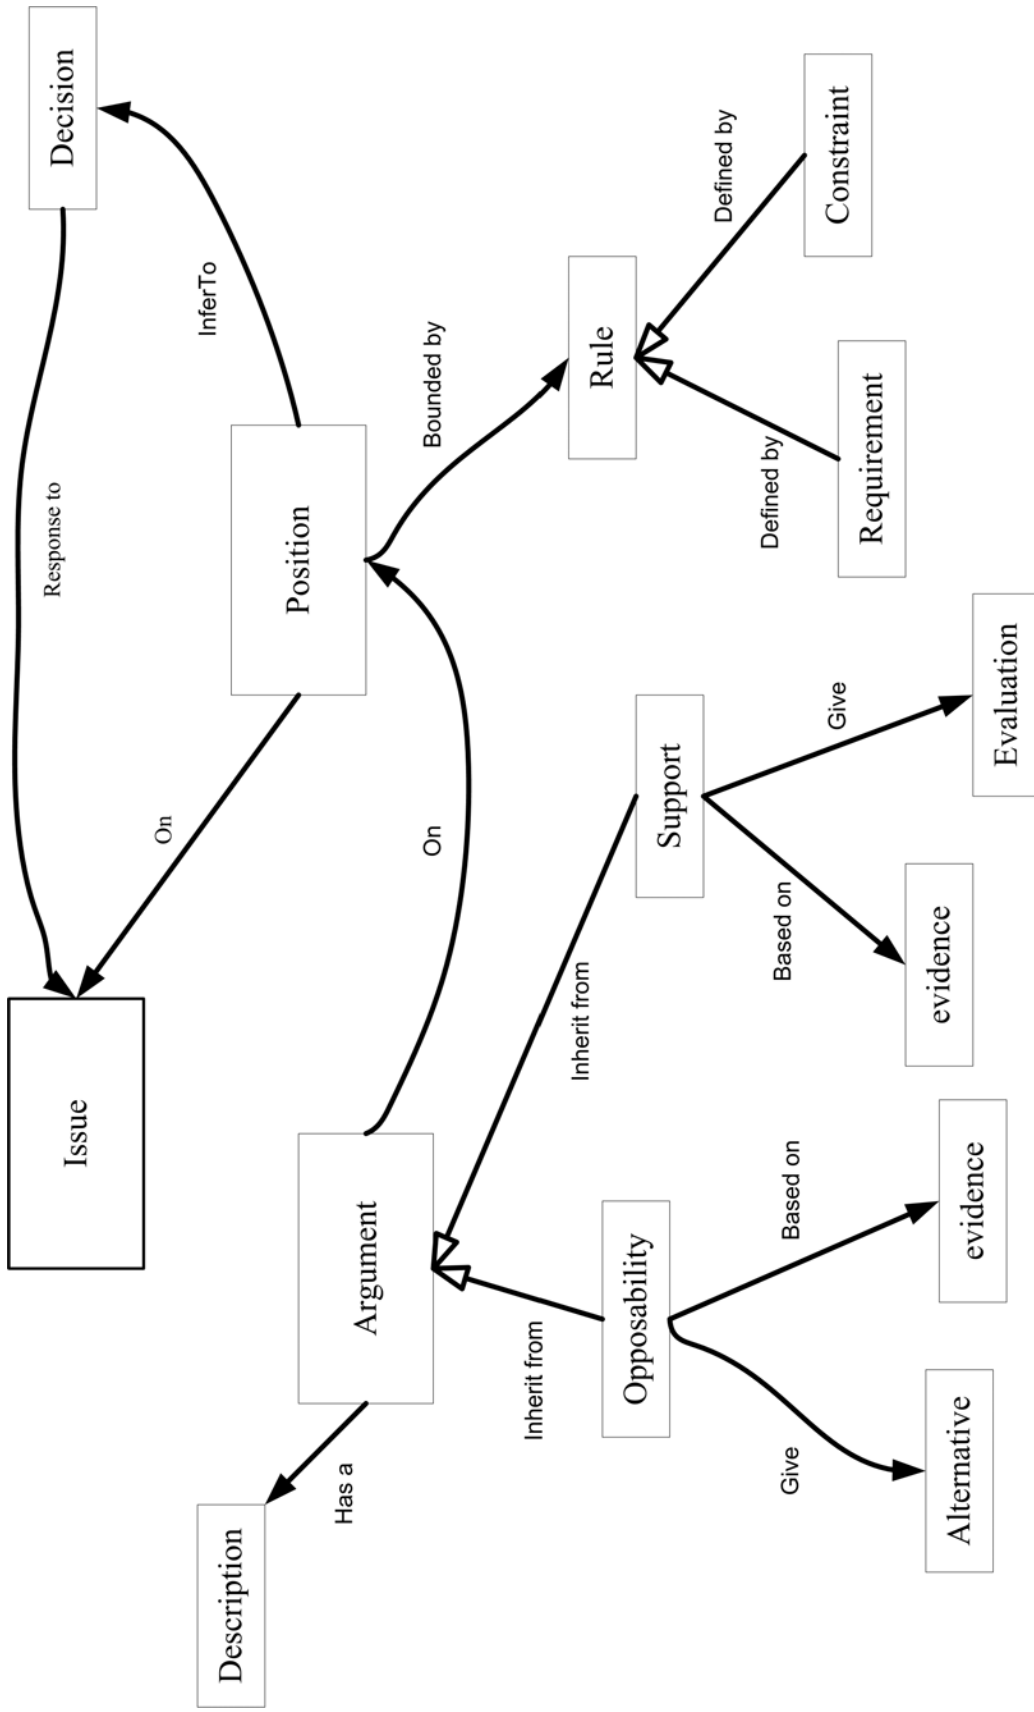 Issue
Response to
Decision
On
InferTo
Description
Position
Has a
Argument
On
Bounded by
Inherit from
Inherit from
Rule
Opposability
Support
Defined by
Defined by
Give
Based on
Based on
Give
Constraint
Requirement
Alternative
evidence
evidence
Evaluation